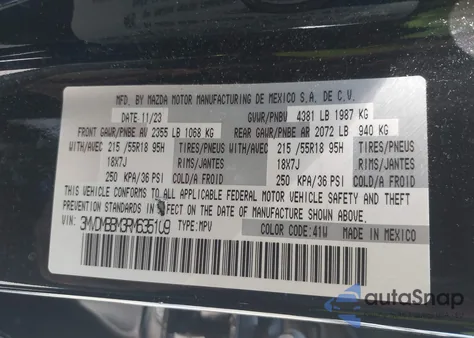 MFD. BY MAZDA MOTOR MANUFACTURING DE MEXICO S.A. DE C.V.
DATE 11/23 GVWR/PNBV 4381 LB 1987 KG
FRONT GAWR/PNBE AV 2355 LB 1068 KG REAR GAWR/PNBE AR 2072 LB 940 KG
WITH/AVEC 215 /55R18 95H TIRES/PNEUS WITH/AVEC 215 /55R18 95H TIRES/PNEUS
18X7J RIMS/JANTES 18X7J RIMS/JANTES
250 KPA/36 PSI COLD/FROID 250 KPA/36 PSI COLD/FROID
THIS VEHICLE CONFORMS TO ALL APPLICABLE FEDERAL MOTOR VEHICLE SAFETY AND THEFT
PREVENTION STANDARDS IN EFFECT ON THE DATE OF MANUFACTURE SHOWN ABOVE.
VIN: TYPE:MPV COLOR CODE:41W MADE IN MEXICO
autoSnap